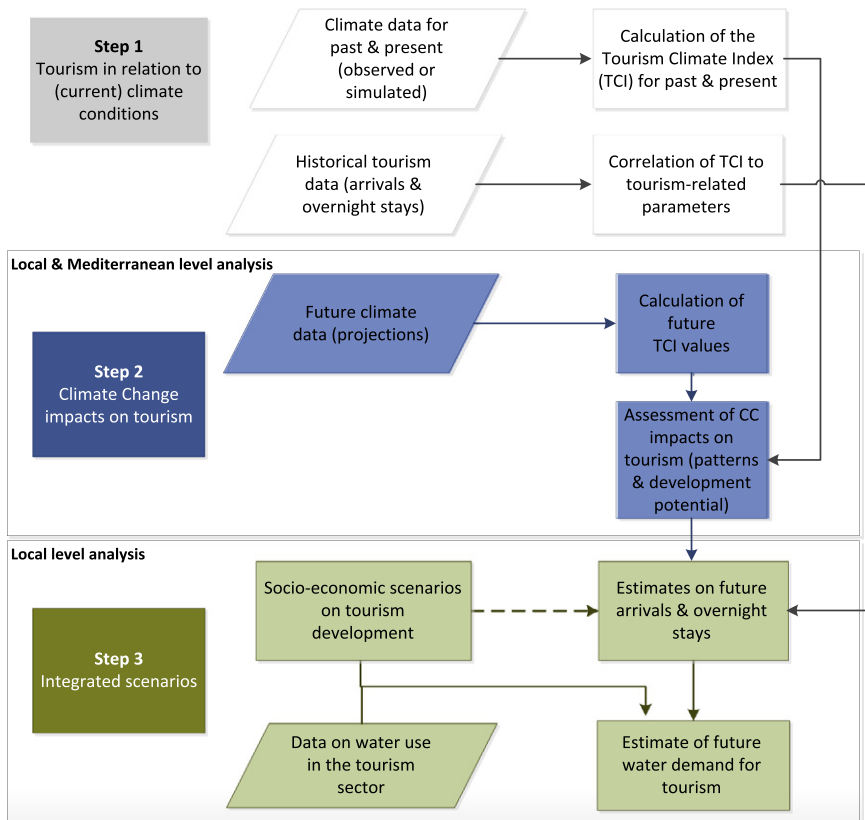 Step 1
Tourism in relation to
(current) climate
conditions
Climate data for
past & present
(observed or
simulated)
Calculation of the
Tourism Climate Index
(TCI) for past & present
Historical tourism
data (arrivals &
overnight stays)
Correlation of TCI to
tourism-related
parameters
Local & Mediterranean level analysis
Step 2
Climate Change
impacts on tourism
Future climate
data (projections)
Calculation of
future
TCI values
Assessment of CC
impacts on
tourism (patterns
& development
potential)
Local level analysis
Step 3
Integrated scenarios
Socio-economic scenarios
on tourism
development
Estimates on future
arrivals & overnight
stays
Data on water use
in the tourism
sector
Estimate of future
water demand for
tourism